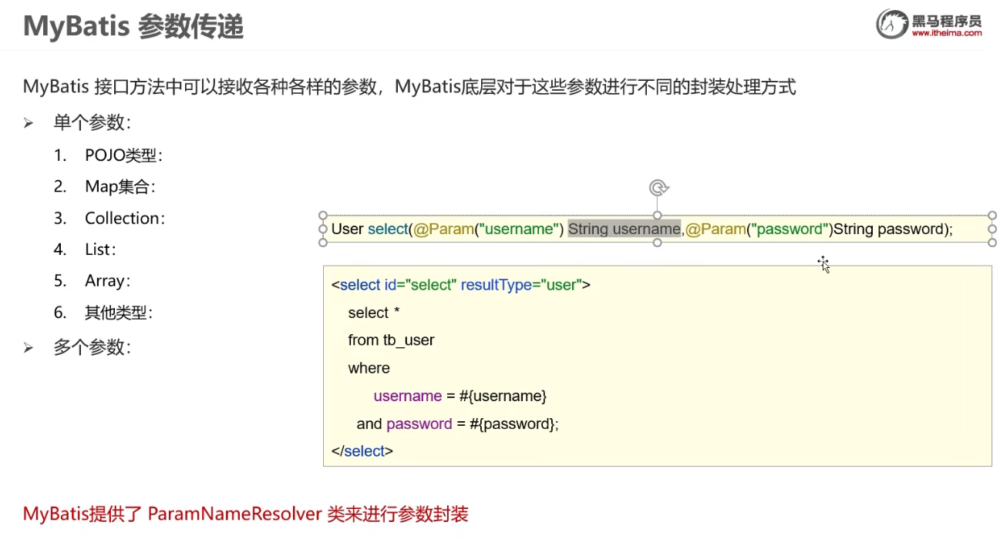 MyBatis 参数传递
黑马程序员
www.itheima.com
MyBatis 接口方法中可以接收各种各样的参数，MyBatis底层对于这些参数进行不同的封装处理方式
➢ 单个参数：
1. POJO类型：
2. Map集合：
3. Collection：
4. List：
5. Array：
6. 其他类型：
➢ 多个参数：
User select(@Param("username") String username,@Param("password")String password);
<select id="select" resultType="user">
select *
from tb_user
where
username = #{username}
and password = #{password};
</select>
MyBatis提供了 ParamNameResolver 类来进行参数封装